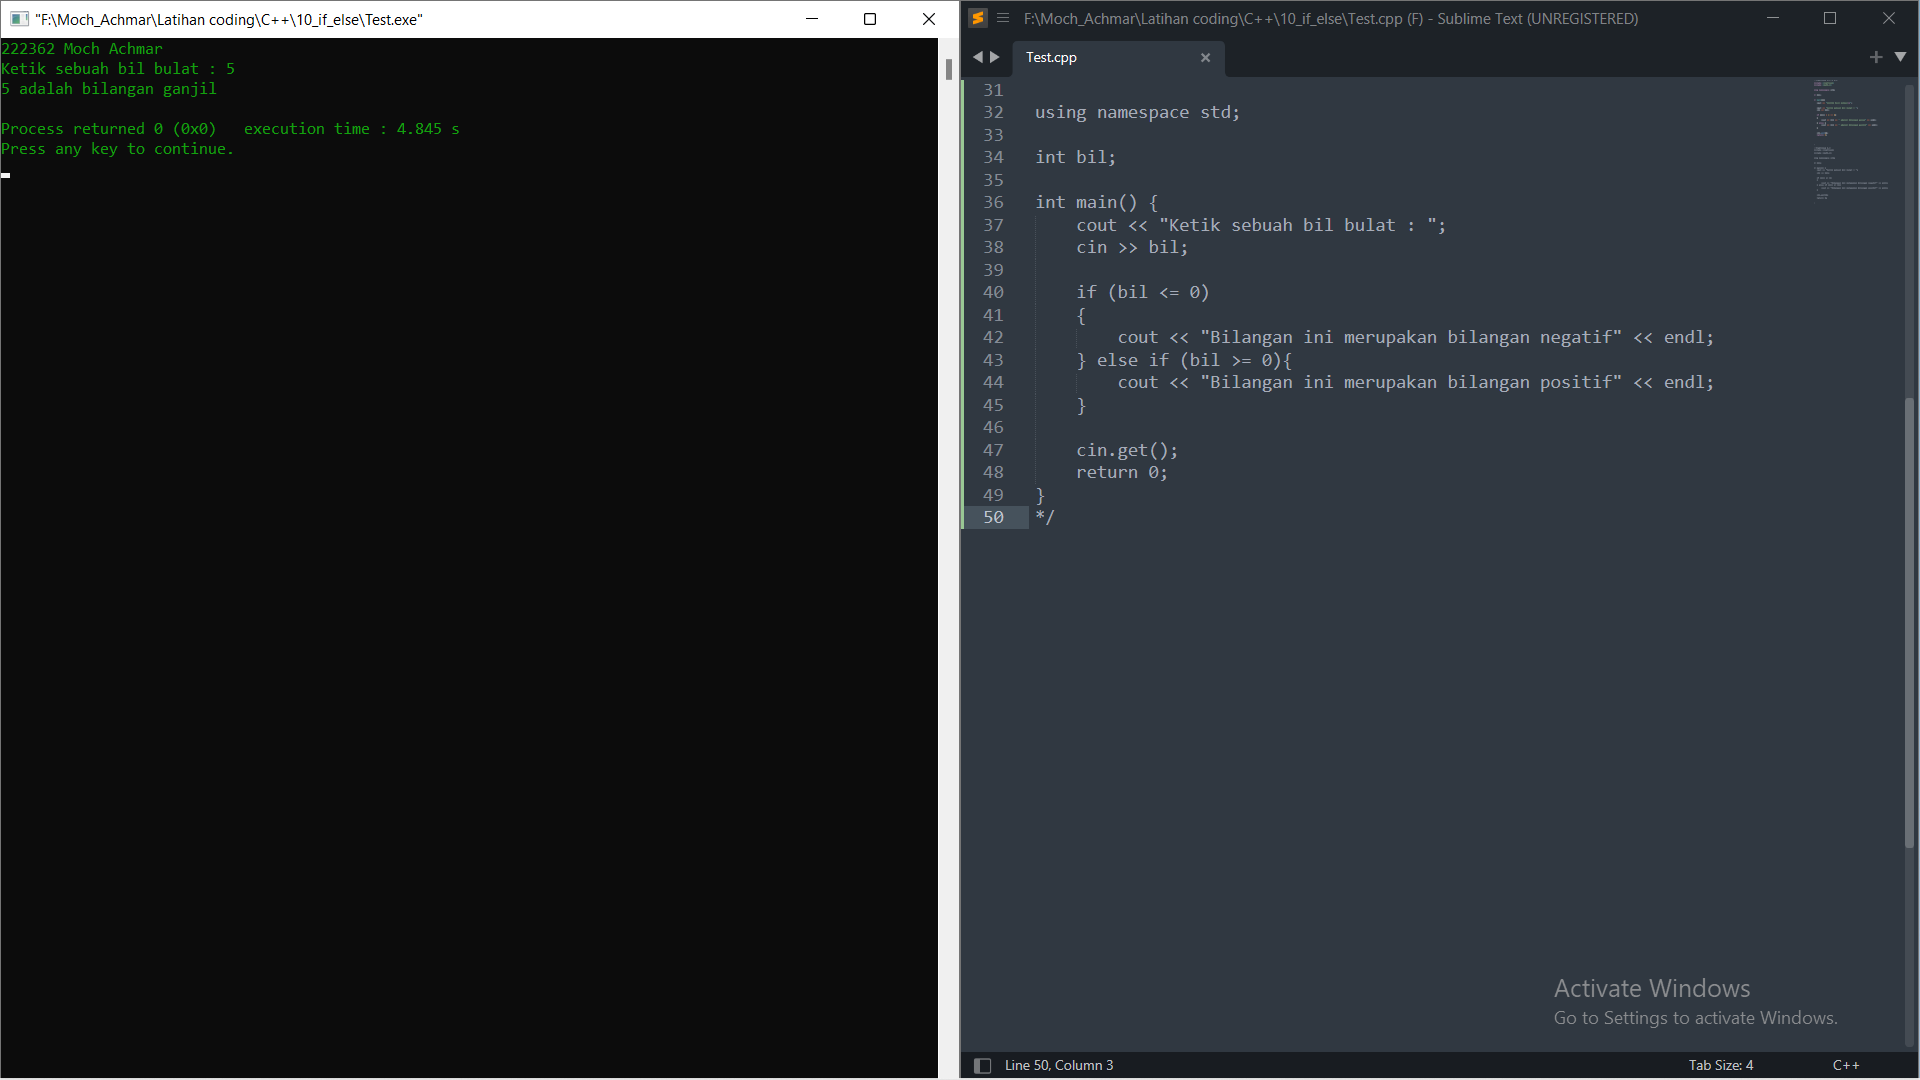 "F:\Moch_Achmar\Latihan coding\C++\10_if_else\Test.exe"
222362 Moch Achmar
Ketik sebuah bil bulat : 5
5 adalah bilangan ganjil
Process returned 0 (0x0)   execution time : 4.845 s
Press any key to continue.
F:\Moch_Achmar\Latihan coding\C++\10_if_else\Test.cpp (F) - Sublime Text (UNREGISTERED)
Test.cpp
31
32 using namespace std;
33
34 int bil;
35
36 int main() {
37     cout << "Ketik sebuah bil bulat : ";
38     cin >> bil;
39
40     if (bil <= 0)
41     {
42         cout << "Bilangan ini merupakan bilangan negatif" << endl;
43     } else if (bil >= 0){
44         cout << "Bilangan ini merupakan bilangan positif" << endl;
45     }
46
47     cin.get();
48     return 0;
49 }
50 */
Activate Windows
Go to Settings to activate Windows.
Line 50, Column 3
Tab Size: 4
C++